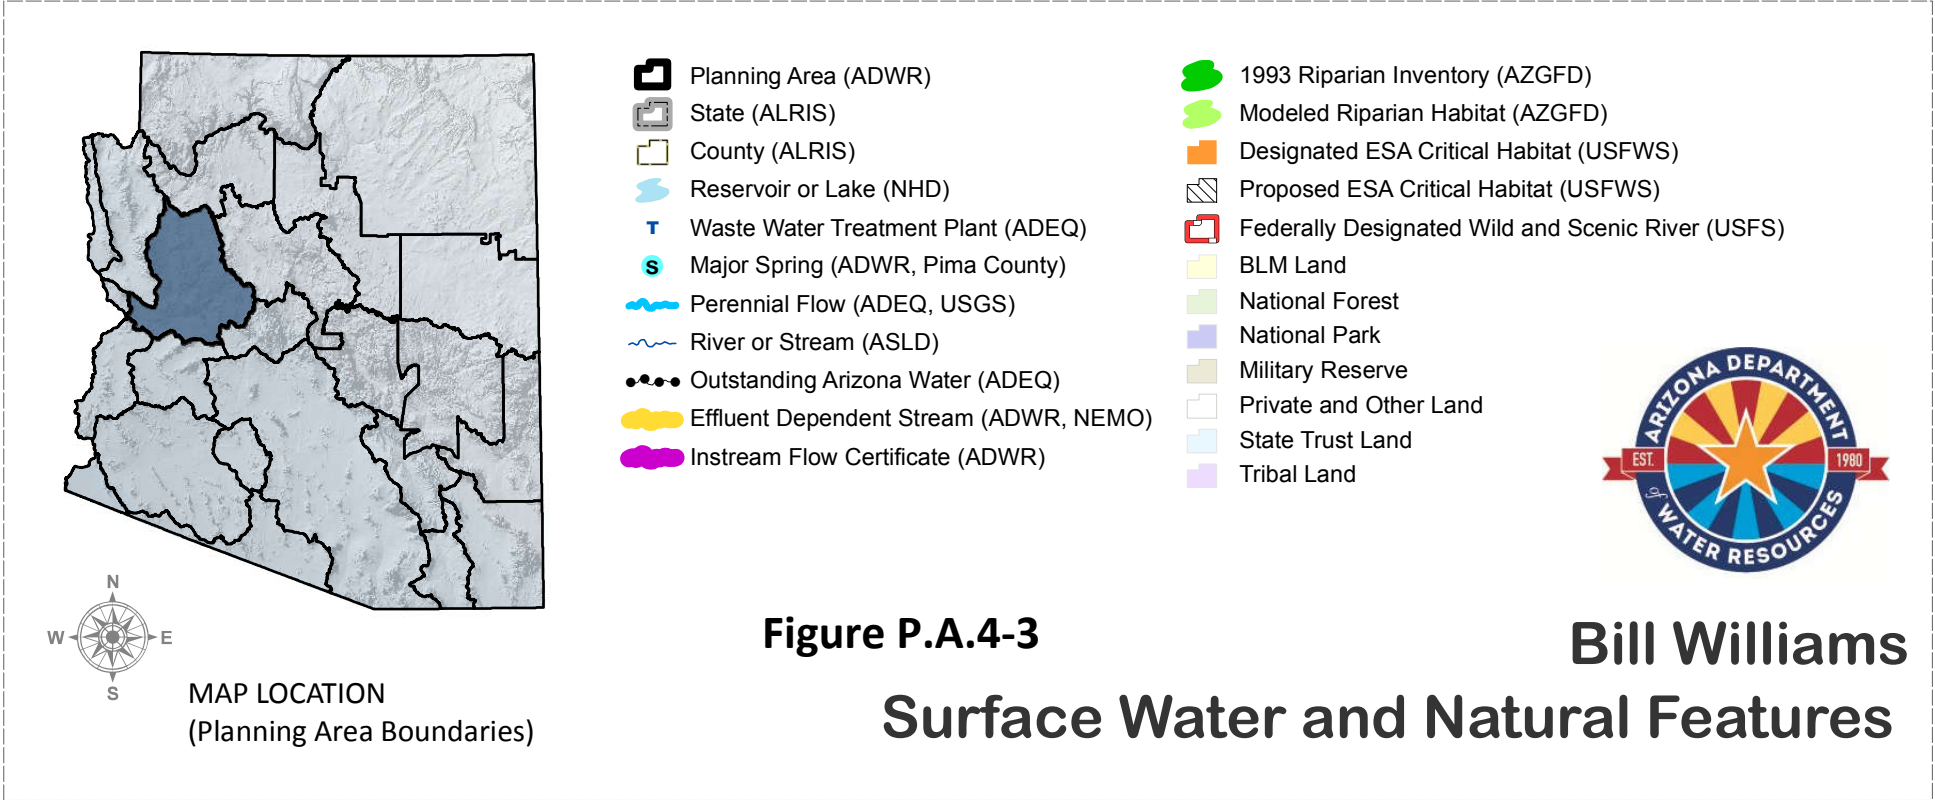 Planning Area (ADWR)
State (ALRIS)
County (ALRIS)
Reservoir or Lake (NHD)
T Waste Water Treatment Plant (ADEQ)
S Major Spring (ADWR, Pima County)
Perennial Flow (ADEQ, USGS)
River or Stream (ASLD)
Outstanding Arizona Water (ADEQ)
Effluent Dependent Stream (ADWR, NEMO)
Instream Flow Certificate (ADWR)
1993 Riparian Inventory (AZGFD)
Modeled Riparian Habitat (AZGFD)
Designated ESA Critical Habitat (USFWS)
Proposed ESA Critical Habitat (USFWS)
Federally Designated Wild and Scenic River (USFS)
BLM Land
National Forest
National Park
Military Reserve
Private and Other Land
State Trust Land
Tribal Land
ARIZONA DEPARTMENT
EST. 1980
of WATER RESOURCES
N
W E
S
MAP LOCATION
(Planning Area Boundaries)
Figure P.A.4-3
Bill Williams
Surface Water and Natural Features